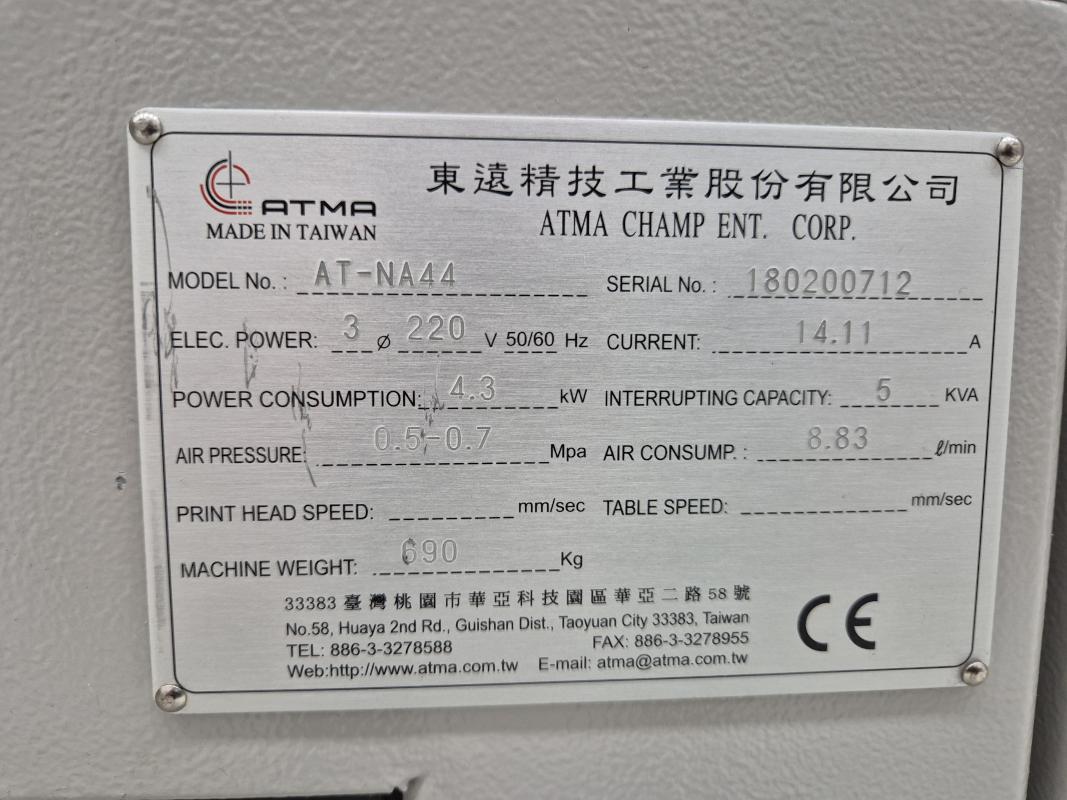 ATMA
MADE IN TAIWAN
東遠精技工業股份有限公司
ATMA CHAMP ENT. CORP.
MODEL No. : AT-NA44 SERIAL No. : 180200712
ELEC. POWER: 3 ø 220 V 50/60 Hz CURRENT: 14.11 A
POWER CONSUMPTION: 4.3 kW INTERRUPTING CAPACITY: 5 KVA
AIR PRESSURE: 0.5-0.7 Mpa AIR CONSUMP. : 8.83 ℓ/min
PRINT HEAD SPEED: mm/sec TABLE SPEED: mm/sec
MACHINE WEIGHT: 690 Kg
33383 臺灣桃園市華亞科技園區華亞二路 58 號
No.58, Huaya 2nd Rd., Guishan Dist., Taoyuan City 33383, Taiwan
TEL: 886-3-3278588 FAX: 886-3-3278955
Web:http://www.atma.com.tw E-mail: atma@atma.com.tw
CE